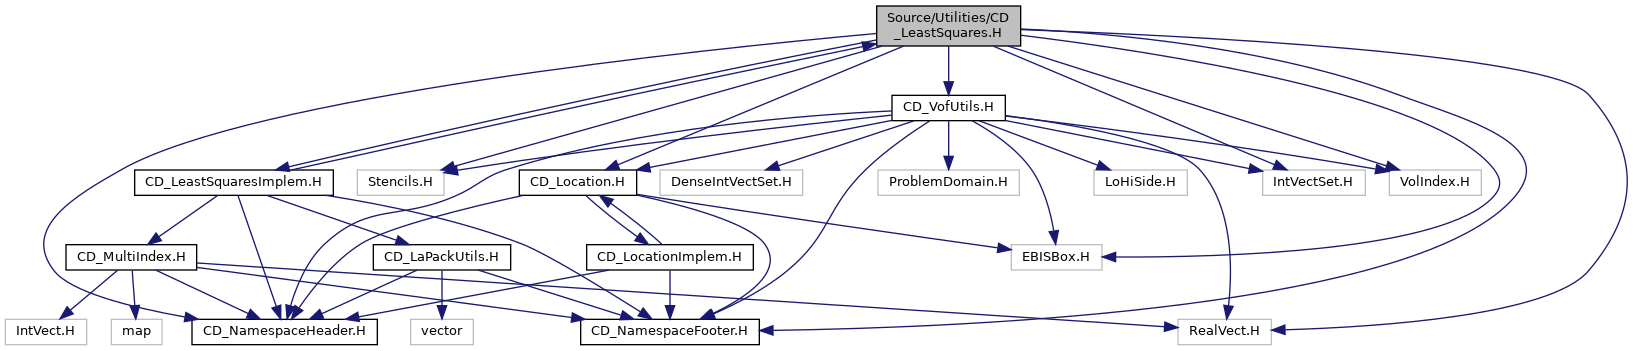 Source/Utilities/CD
_LeastSquares.H
CD_VofUtils.H
CD_LeastSquaresImplem.H
Stencils.H
CD_Location.H
DenseIntVectSet.H
ProblemDomain.H
LoHiSide.H
IntVectSet.H
VolIndex.H
CD_MultiIndex.H
CD_LaPackUtils.H
CD_LocationImplem.H
EBISBox.H
IntVect.H
map
CD_NamespaceHeader.H
vector
CD_NamespaceFooter.H
RealVect.H